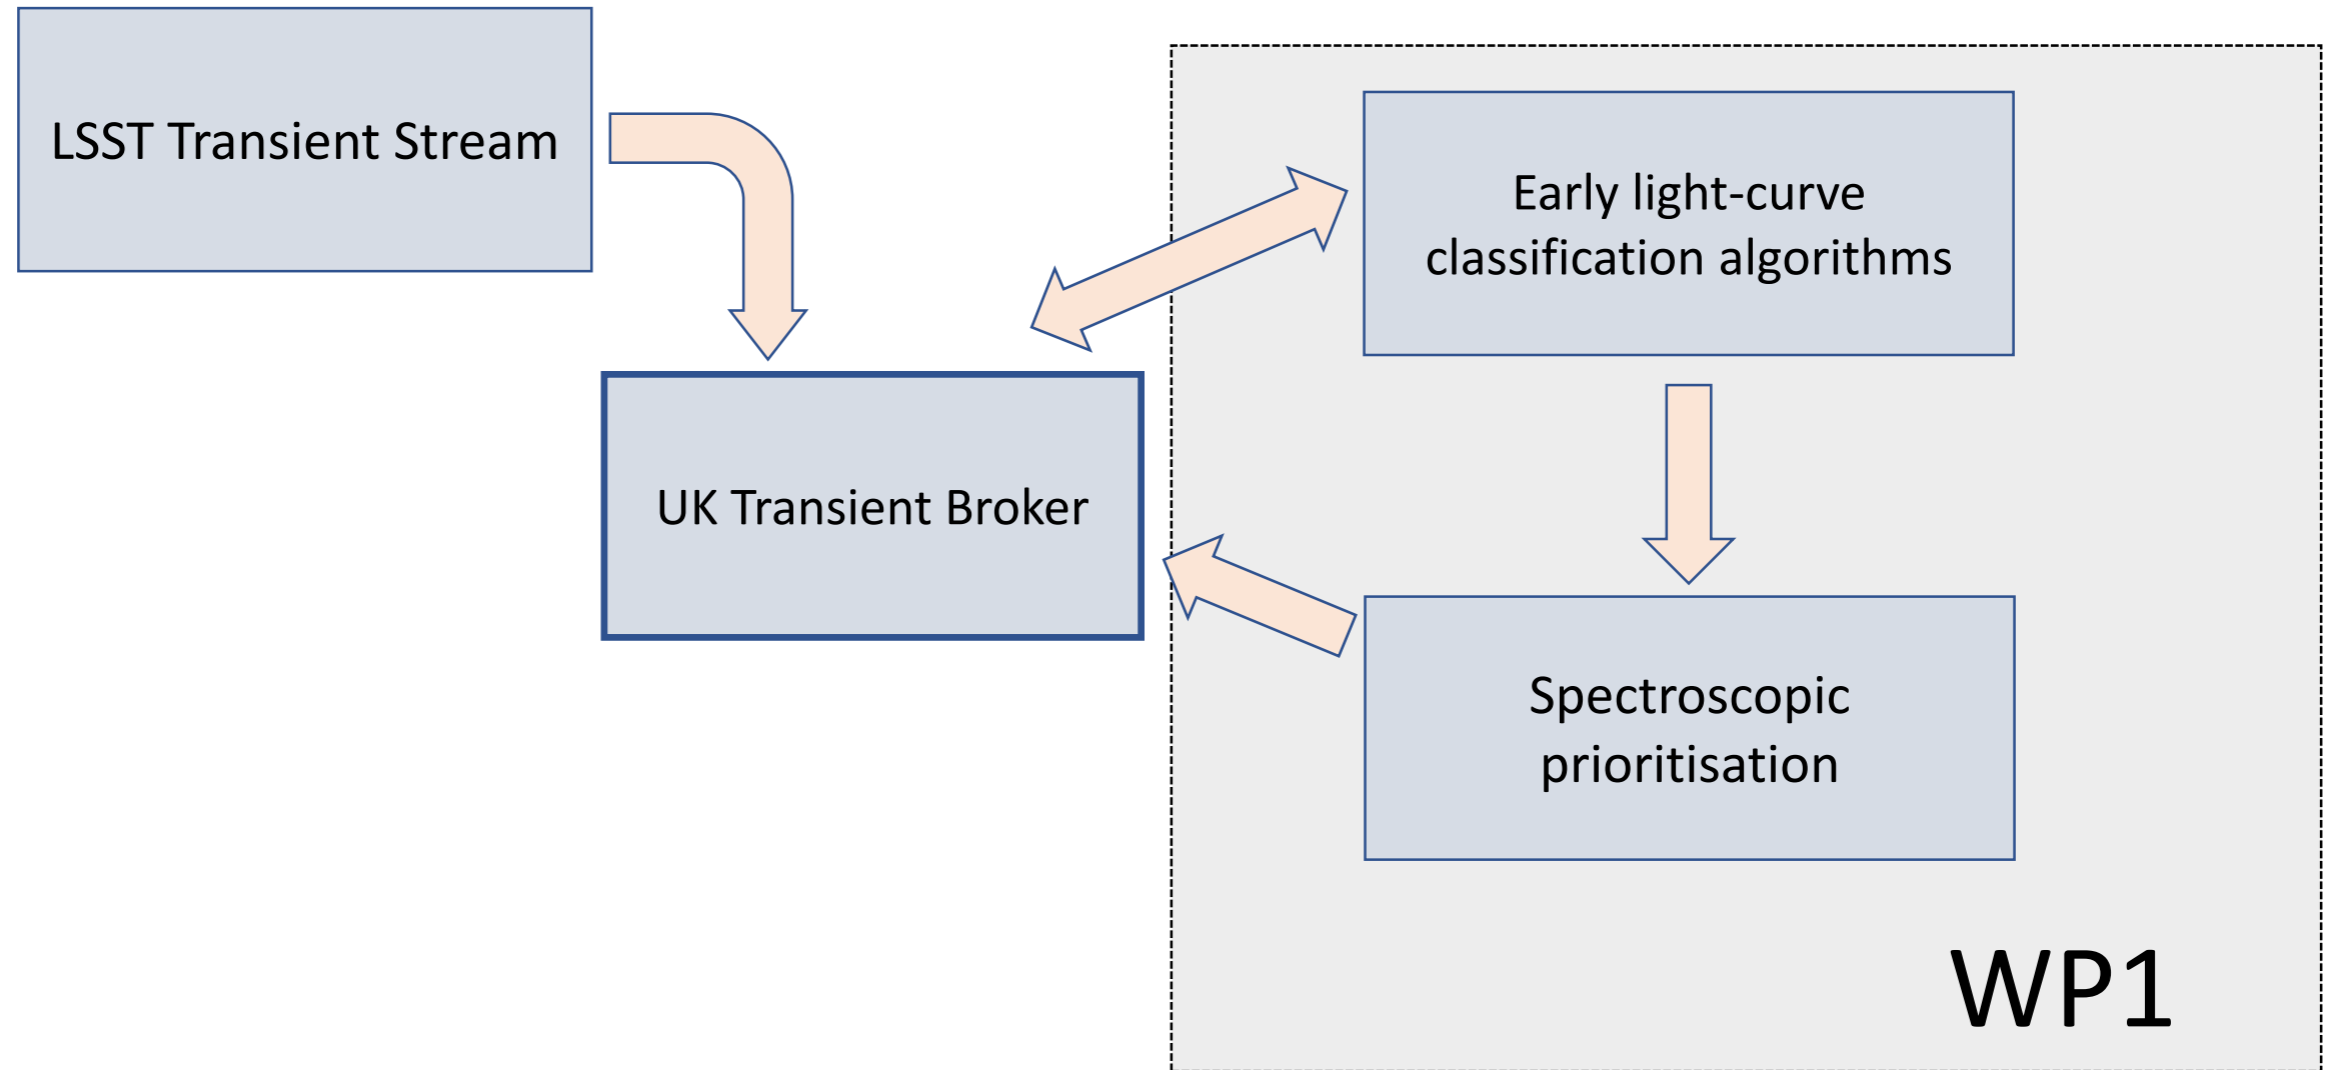 LSST Transient Stream
Early light-curve
classification algorithms
UK Transient Broker
Spectroscopic
prioritisation
WP1